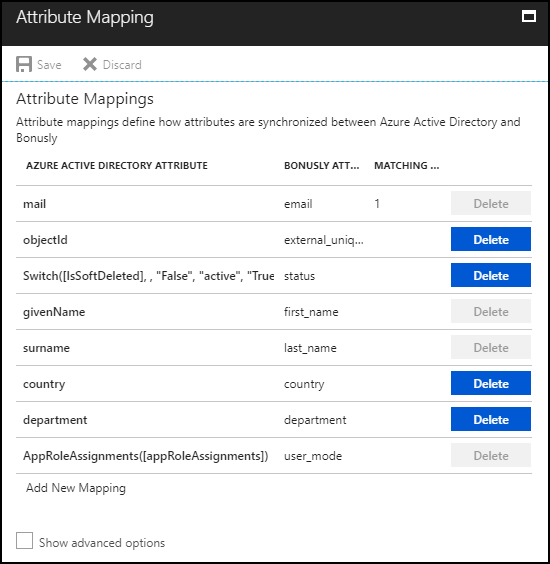 Attribute Mapping
Save Discard
Attribute Mappings
Attribute mappings define how attributes are synchronized between Azure Active Directory and
Bonusly
AZURE ACTIVE DIRECTORY ATTRIBUTE BONUSLY ATT... MATCHING ...
mail email 1 Delete
objectId external_uniq... Delete
Switch([IsSoftDeleted], , "False", "active", "True status Delete
givenName first_name Delete
surname last_name Delete
country country Delete
department department Delete
AppRoleAssignments([appRoleAssignments]) user_mode Delete
Add New Mapping
Show advanced options